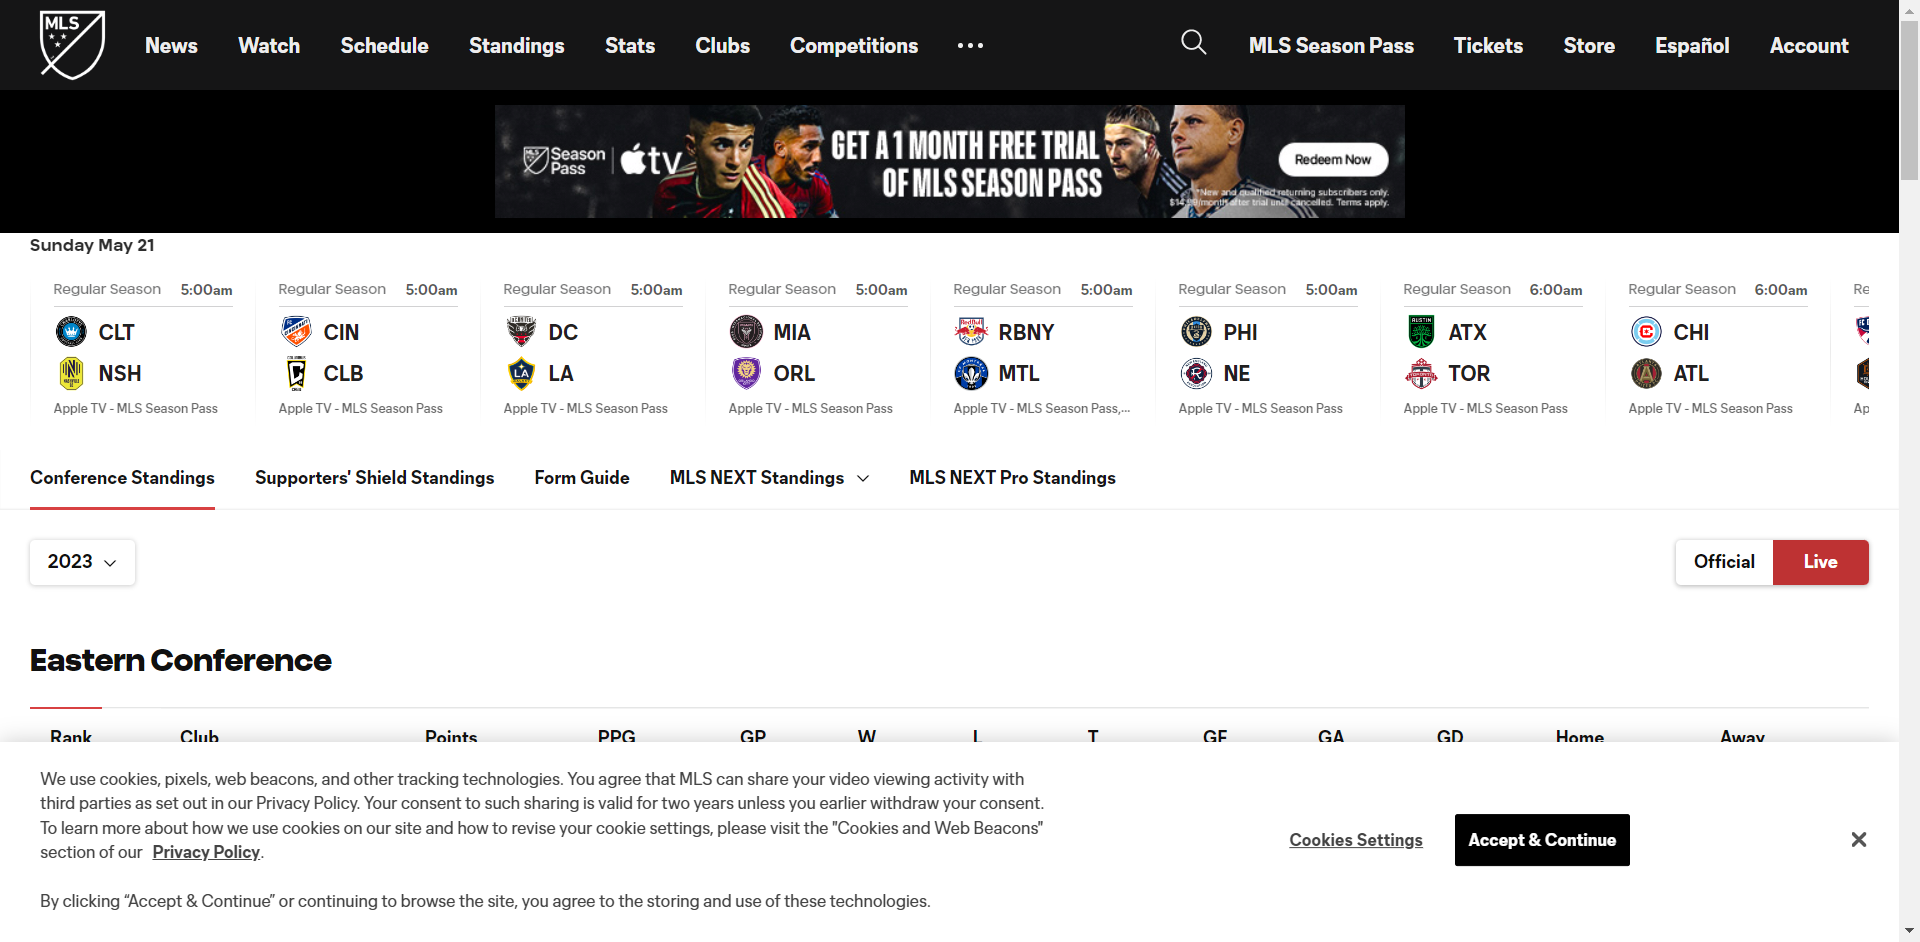 MLS
News Watch Schedule Standings Stats Clubs Competitions MLS Season Pass Tickets Store Español Account
MLS Season Pass tv
GET A 1 MONTH FREE TRIAL
OF MLS SEASON PASS
Redeem Now
*New and qualified returning subscribers only.
$14.99/month after trial until cancelled. Terms apply.
Sunday May 21
Regular Season 5:00am
CLT
NSH
Apple TV - MLS Season Pass
Regular Season 5:00am
CIN
CLB
Apple TV - MLS Season Pass
Regular Season 5:00am
DC
LA
Apple TV - MLS Season Pass
Regular Season 5:00am
MIA
ORL
Apple TV - MLS Season Pass
Regular Season 5:00am
RBNY
MTL
Apple TV - MLS Season Pass,...
Regular Season 5:00am
PHI
NE
Apple TV - MLS Season Pass
Regular Season 6:00am
ATX
TOR
Apple TV - MLS Season Pass
Regular Season 6:00am
CHI
ATL
Apple TV - MLS Season Pass
Re
Ap
Conference Standings Supporters' Shield Standings Form Guide MLS NEXT Standings MLS NEXT Pro Standings
2023 Official Live
Eastern Conference
Rank Club Points PPG GP W L T GF GA GD Home Away
We use cookies, pixels, web beacons, and other tracking technologies. You agree that MLS can share your video viewing activity with
third parties as set out in our Privacy Policy. Your consent to such sharing is valid for two years unless you earlier withdraw your consent.
To learn more about how we use cookies on our site and how to revise your cookie settings, please visit the "Cookies and Web Beacons"
section of our Privacy Policy.
By clicking “Accept & Continue” or continuing to browse the site, you agree to the storing and use of these technologies.
Cookies Settings Accept & Continue